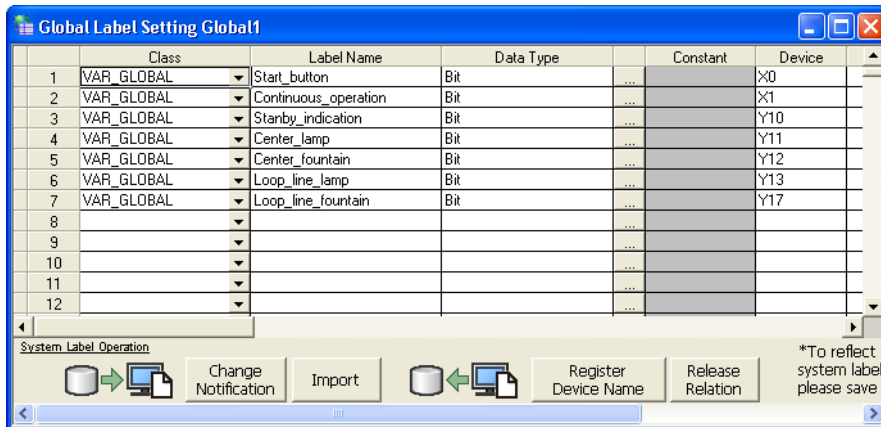 Global Label Setting Global1
Class Label Name Data Type Constant Device
1 VAR_GLOBAL Start_button Bit ... X0
2 VAR_GLOBAL Continuous_operation Bit ... X1
3 VAR_GLOBAL Stanby_indication Bit ... Y10
4 VAR_GLOBAL Center_lamp Bit ... Y11
5 VAR_GLOBAL Center_fountain Bit ... Y12
6 VAR_GLOBAL Loop_line_lamp Bit ... Y13
7 VAR_GLOBAL Loop_line_fountain Bit ... Y17
8 ...
9 ...
10 ...
11 ...
12 ...
System Label Operation
Change
Notification
Import
Register
Device Name
Release
Relation
*To reflect
system label
please save